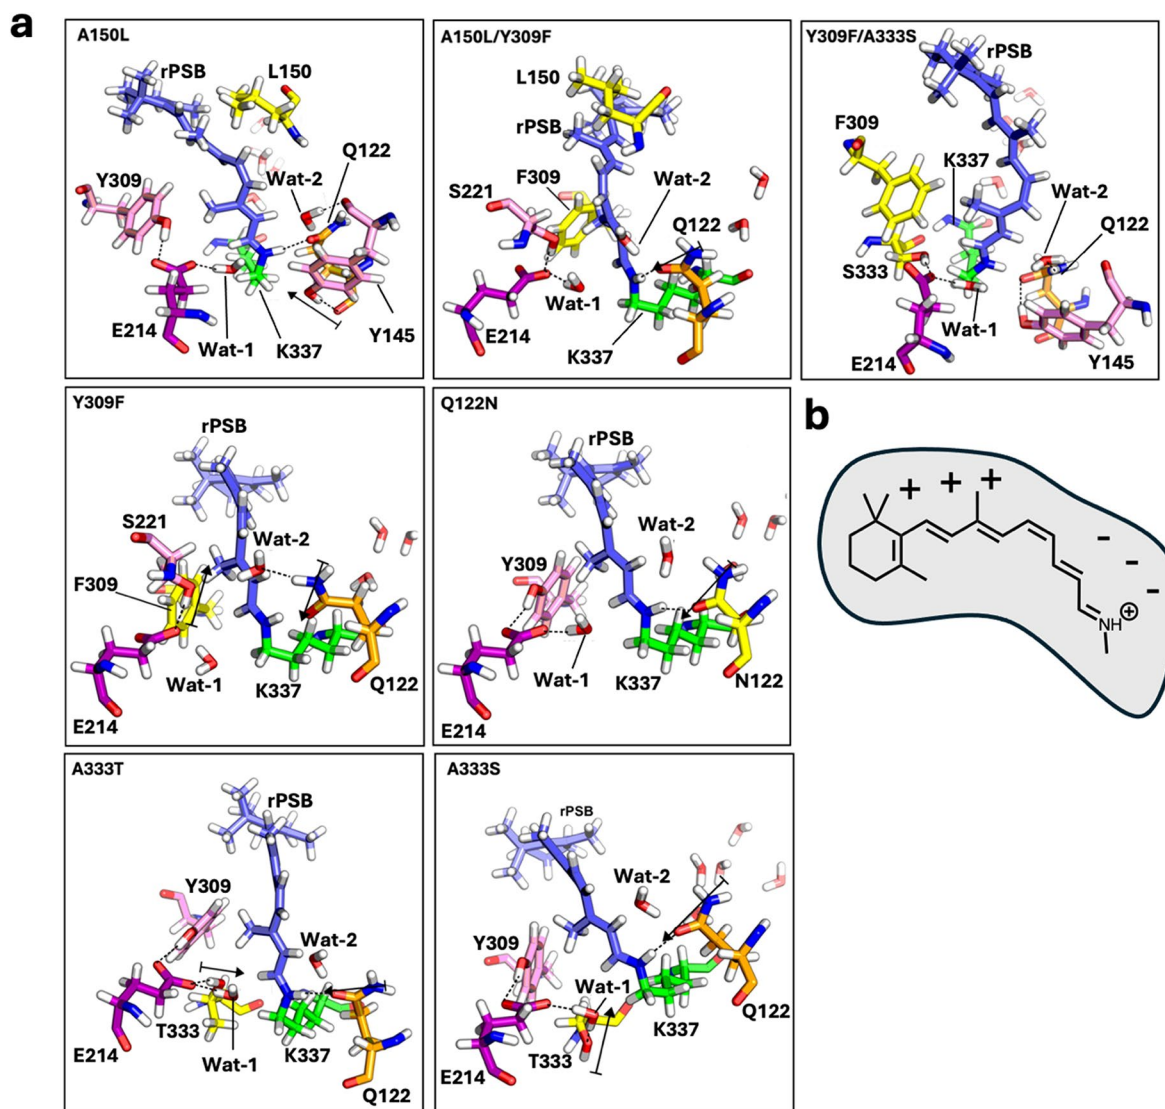 a
A150L
rPSB
L150
Q122
Wat-2
Y309
E214
Wat-1
K337
Y145
A150L/Y309F
L150
rPSB
S221
F309
Wat-2
Q122
Wat-1
E214
K337
Y309F/A333S
rPSB
F309
K337
Wat-2
Q122
S333
Wat-1
E214
Y145
Y309F
rPSB
S221
Wat-2
F309
Wat-1
K337
Q122
E214
Q122N
rPSB
Wat-2
Y309
Wat-1
K337
N122
E214
b
+ + +
- - -
NH
+
A333T
rPSB
Y309
Wat-2
T333
E214
Wat-1
K337
Q122
A333S
rPSB
Wat-2
Y309
Wat-1
Q122
K337
T333
E214